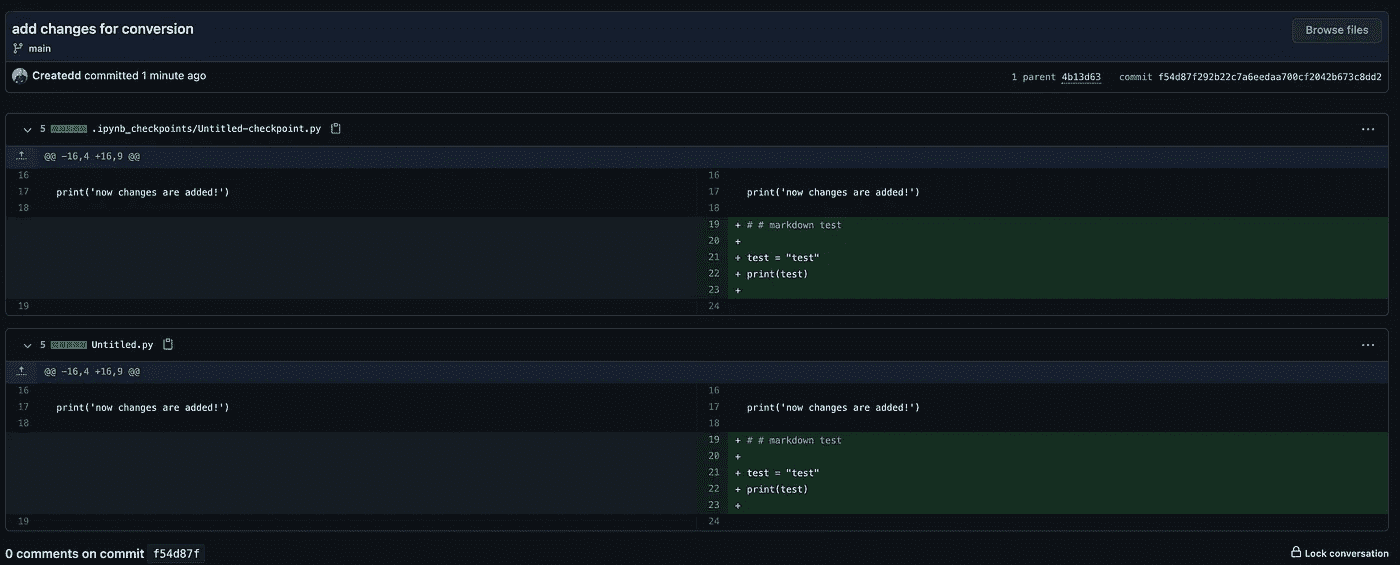 add changes for conversion
Browse files
main
Createdd committed 1 minute ago
1 parent 4b13d63 commit f54d87f292b22c7a6eedaa700cf2042b673c8dd2
5 .ipynb_checkpoints/Untitled-checkpoint.py
@@ -16,4 +16,9 @@
16 16
17 print('now changes are added!') 17 print('now changes are added!')
18 18
19 + # # markdown test
20 +
21 + test = "test"
22 + print(test)
23 +
19 24
5 Untitled.py
@@ -16,4 +16,9 @@
16 16
17 print('now changes are added!') 17 print('now changes are added!')
18 18
19 + # # markdown test
20 +
21 + test = "test"
22 + print(test)
23 +
19 24
0 comments on commit f54d87f
Lock conversation